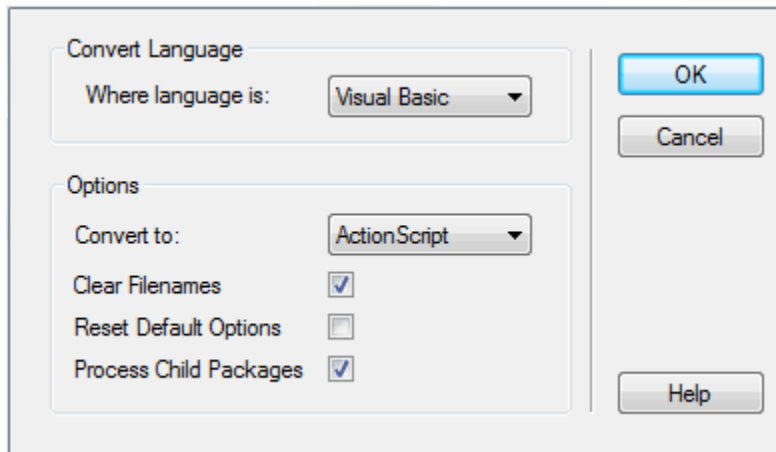 Convert Language
Where language is: Visual Basic
OK
Cancel
Options
Convert to: ActionScript
Clear Filenames
Reset Default Options
Process Child Packages
Help